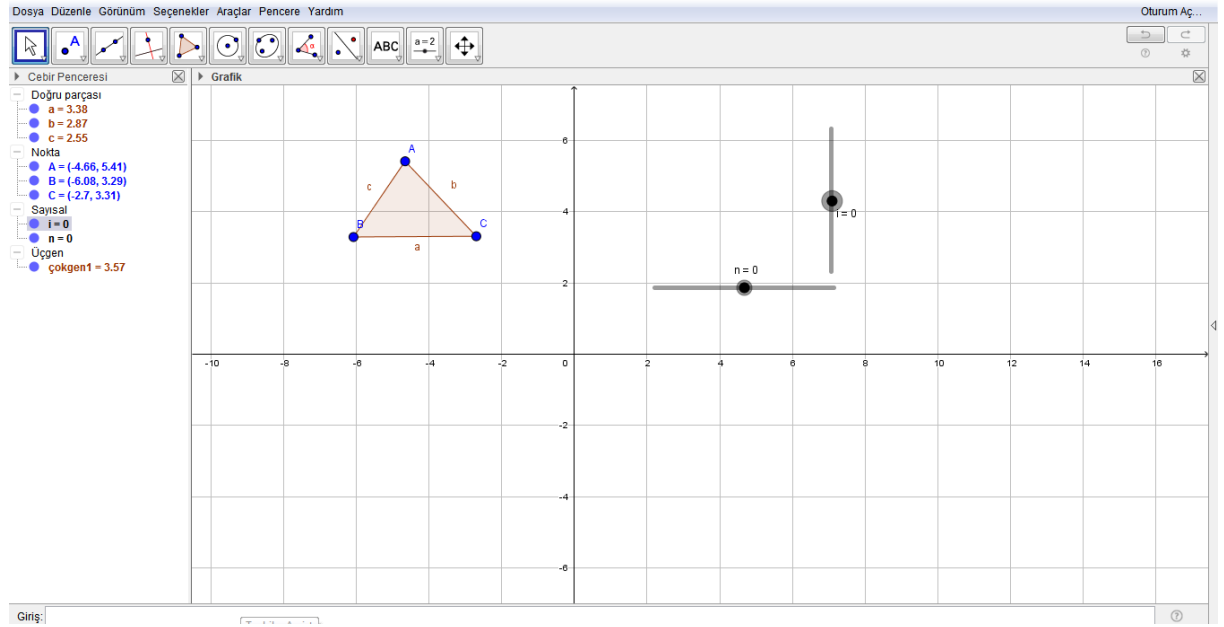 Dosya Düzenle Görünüm Seçenekler Araçlar Pencere Yardım Oturum Aç...
A α ABC a=2
Cebir Penceresi Grafik
Doğru parçası
a = 3.38
b = 2.87
c = 2.55
Nokta
A = (-4.66, 5.41)
B = (-6.08, 3.29)
C = (-2.7, 3.31)
Sayısal
i = 0
n = 0
Üçgen
çokgen1 = 3.57
A
c b
B C
a
i = 0
n = 0
6
4
2
-10 -8 -6 -4 -2 0 2 4 6 8 10 12 14 16
-2
-4
-6
Giriş: